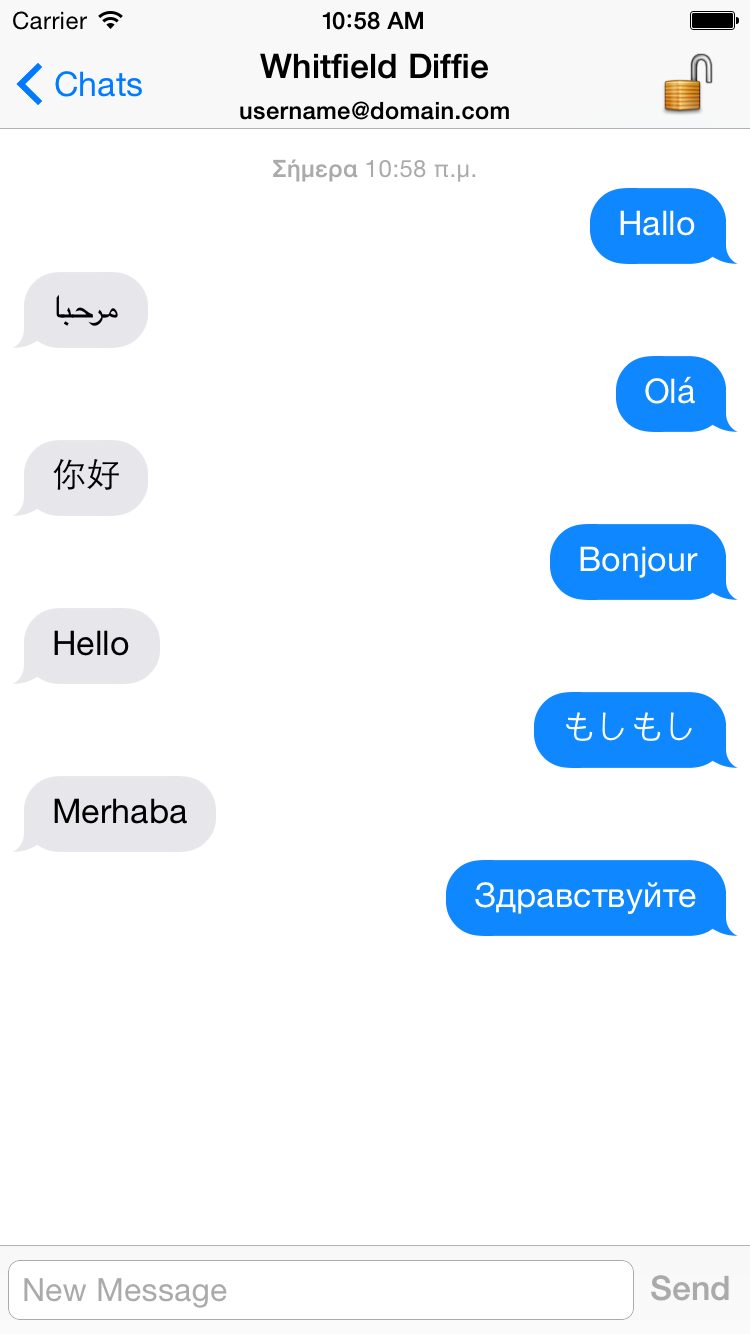 Carrier 10:58 AM
Chats
Whitfield Diffie
username@domain.com
Σήμερα 10:58 π.μ.
Hallo
مرحبا
Olá
你好
Bonjour
Hello
もしもし
Merhaba
Здравствуйте
New Message
Send